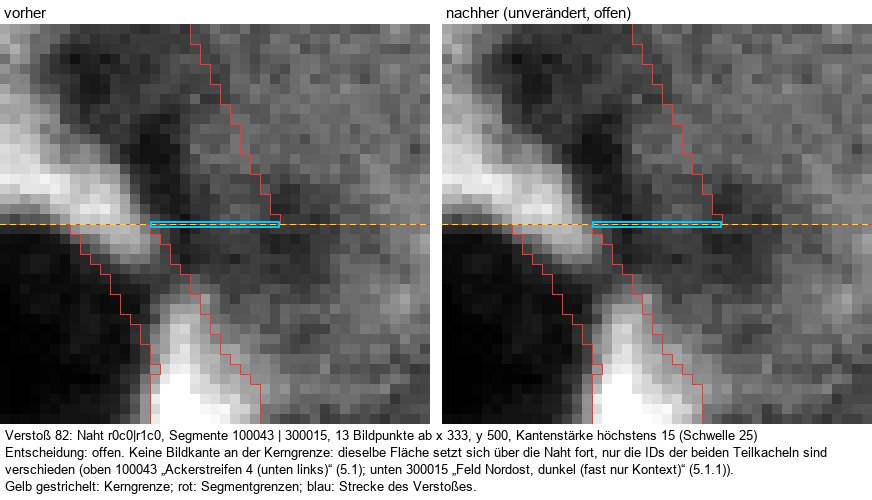 vorher
nachher (unverändert, offen)
Verstoß 82: Naht r0c0|r1c0, Segmente 100043 | 300015, 13 Bildpunkte ab x 333, y 500, Kantenstärke höchstens 15 (Schwelle 25)
Entscheidung: offen. Keine Bildkante an der Kerngrenze: dieselbe Fläche setzt sich über die Naht fort, nur die IDs der beiden Teilkacheln sind
verschieden (oben 100043 „Ackerstreifen 4 (unten links)“ (5.1); unten 300015 „Feld Nordost, dunkel (fast nur Kontext)“ (5.1.1)).
Gelb gestrichelt: Kerngrenze; rot: Segmentgrenzen; blau: Strecke des Verstoßes.